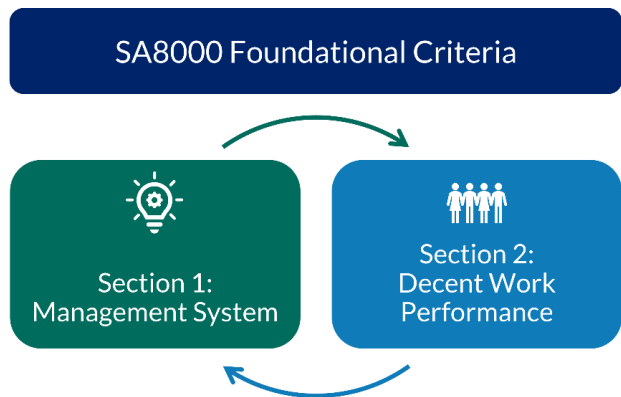 SA8000 Foundational Criteria
Section 1:
Management System
Section 2:
Decent Work
Performance